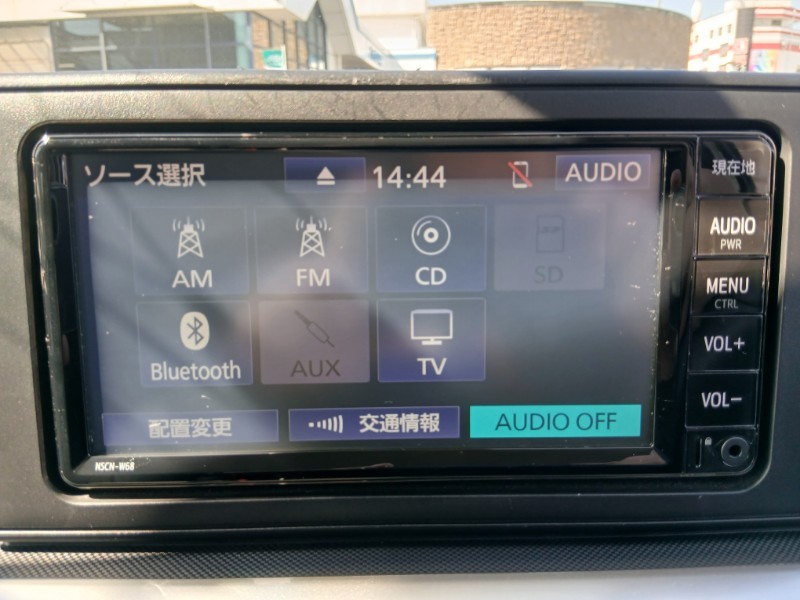 ソース選択 14:44 AUDIO
AM FM CD SD
Bluetooth AUX TV
配置変更 交通情報 AUDIO OFF
NSCN-W68
現在地
AUDIO
PWR
MENU
CTRL
VOL+
VOL−